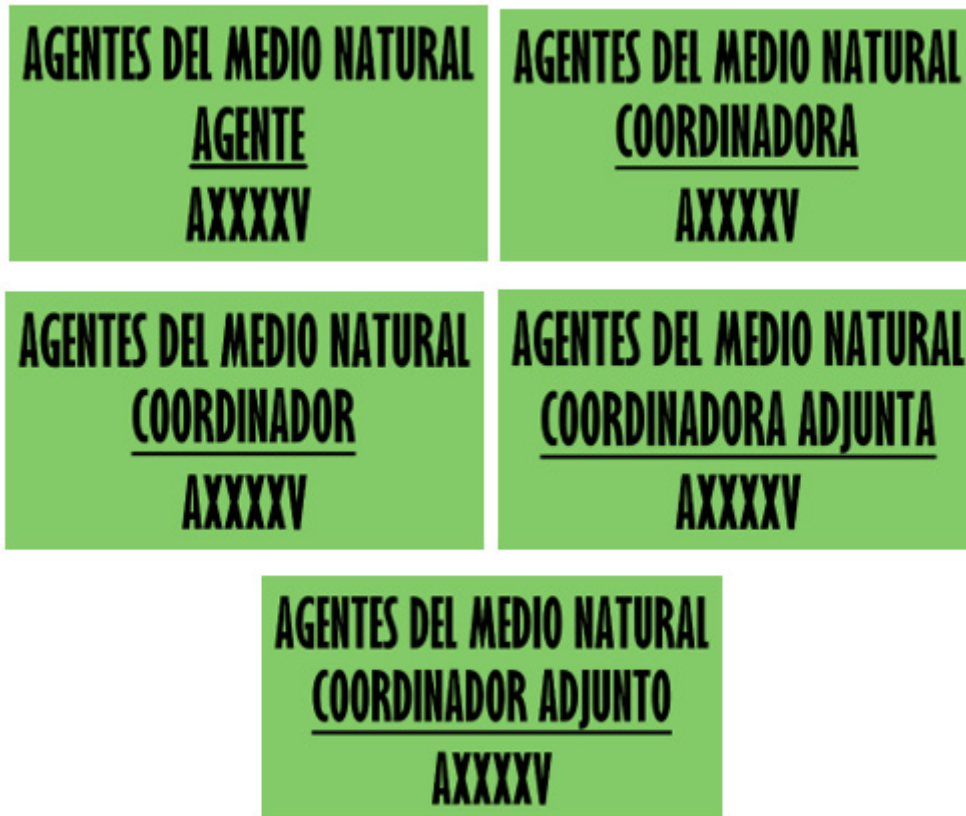 AGENTES DEL MEDIO NATURAL
AGENTE
AXXXXV
AGENTES DEL MEDIO NATURAL
COORDINADORA
AXXXXV
AGENTES DEL MEDIO NATURAL
COORDINADOR
AXXXXV
AGENTES DEL MEDIO NATURAL
COORDINADORA ADJUNTA
AXXXXV
AGENTES DEL MEDIO NATURAL
COORDINADOR ADJUNTO
AXXXXV